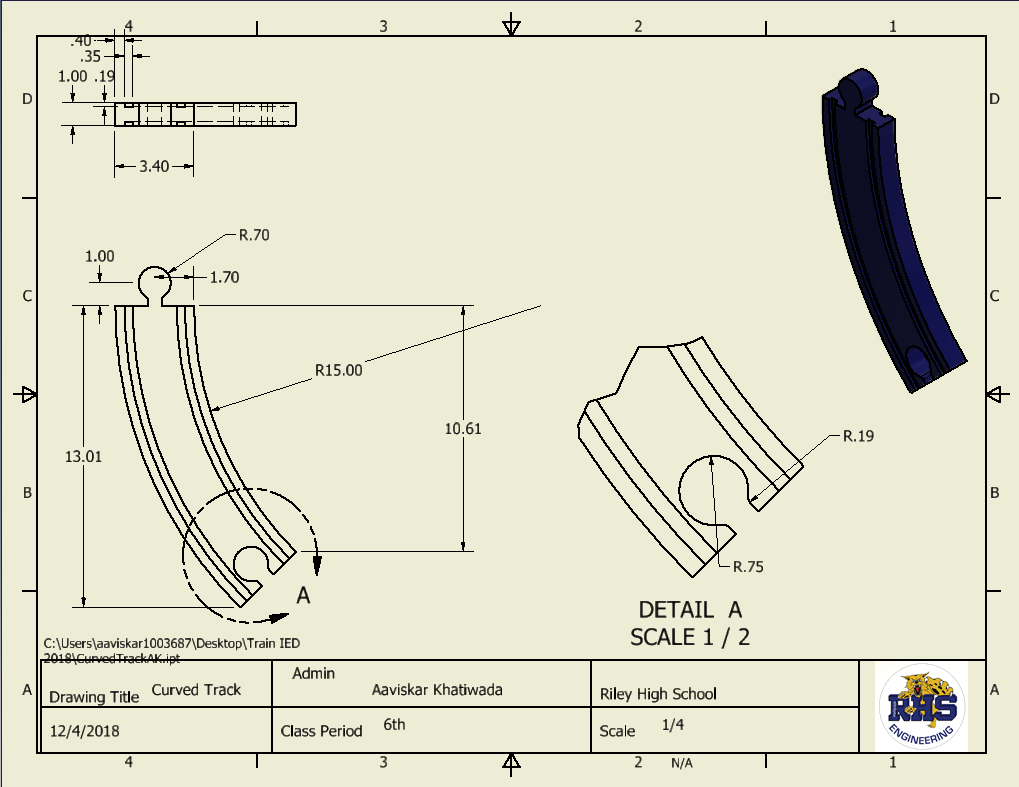 4 3 2 1
.40
.35
1.00 .19
D D
3.40
R.70
1.00
1.70
C C
R15.00
10.61
R.19
13.01
B B
R.75
A
DETAIL A
SCALE 1 / 2
C:\Users\aaviskar1003687\Desktop\Train IED
2018\CurvedTrackAK.ipt
A A
Drawing Title Curved Track
Admin
Aaviskar Khatiwada
Riley High School
12/4/2018
Class Period 6th
Scale 1/4
RHS
ENGINEERING
4 3 2 N/A 1